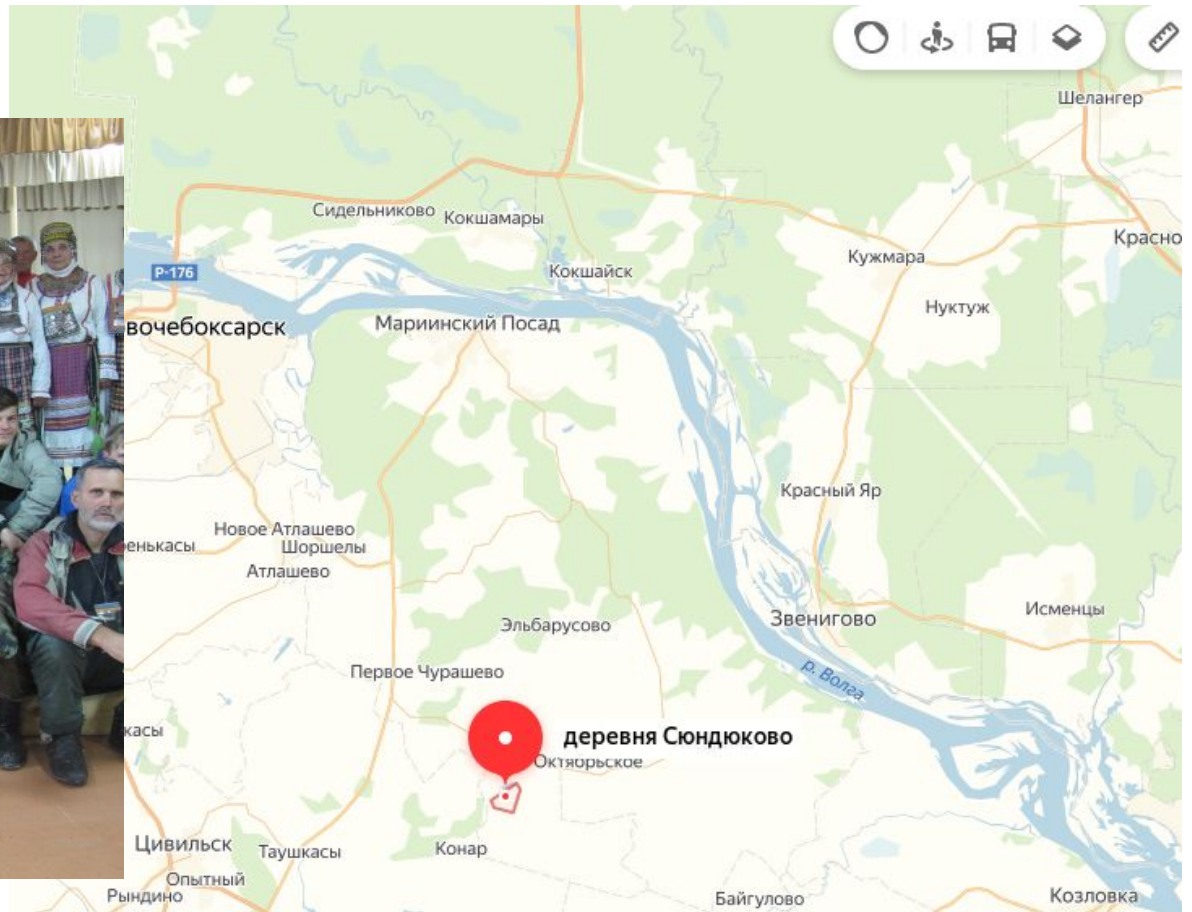 Шелангер
Сидельниково
Кокшамары
Красно
Кужмара
Р-176
Кокшайск
Нуктуж
вочебоксарск
Мариинский Посад
Красный Яр
Новое Атлашево
енькасы
Шоршелы
Атлашево
Исменцы
Звенигово
Эльбарусово
Первое Чурашево
р. Волга
касы
деревня Сюндюково
Октябрьское
Цивильск
Таушкасы
Конар
Опытный
Рындино
Байгулово
Козловка